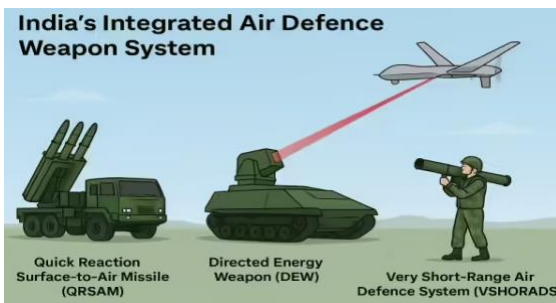 India's Integrated Air Defence
Weapon System
Quick Reaction
Surface-to-Air Missile
(QRSAM)
Directed Energy
Weapon (DEW)
Very Short-Range Air
Defence System (VSHORADS